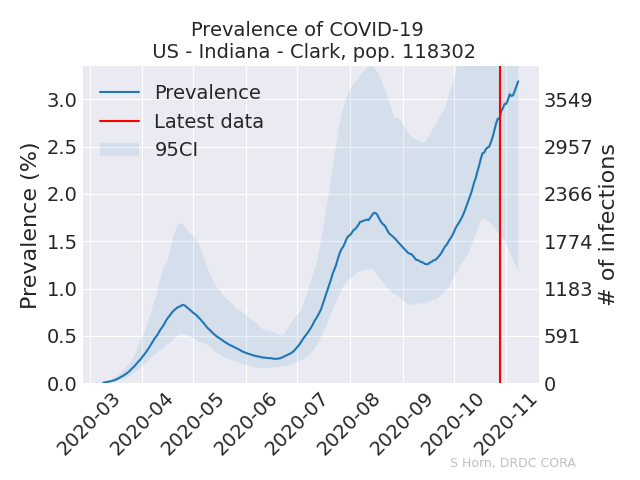 Prevalence of COVID-19
US - Indiana - Clark, pop. 118302
Prevalence
Latest data
95CI
Prevalence (%)
3.0
2.5
2.0
1.5
1.0
0.5
0.0
3549
2957
2366
1774
1183
591
0
# of infections
2020-03
2020-04
2020-05
2020-06
2020-07
2020-08
2020-09
2020-10
2020-11
S Horn, DRDC CORA